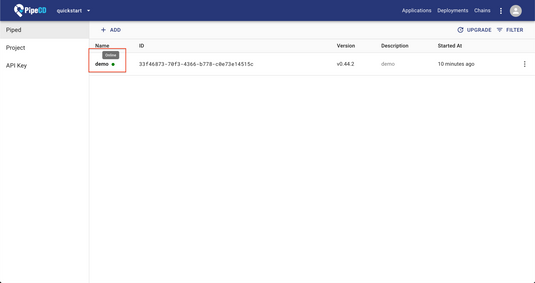 PipeCD quickstart Applications Deployments Chains
Piped
Project
API Key
+ ADD UPGRADE FILTER
Name ID Version Description Started At
Online
demo 33f46873-70f3-4366-b778-c0e73e14515c v0.44.2 demo 10 minutes ago